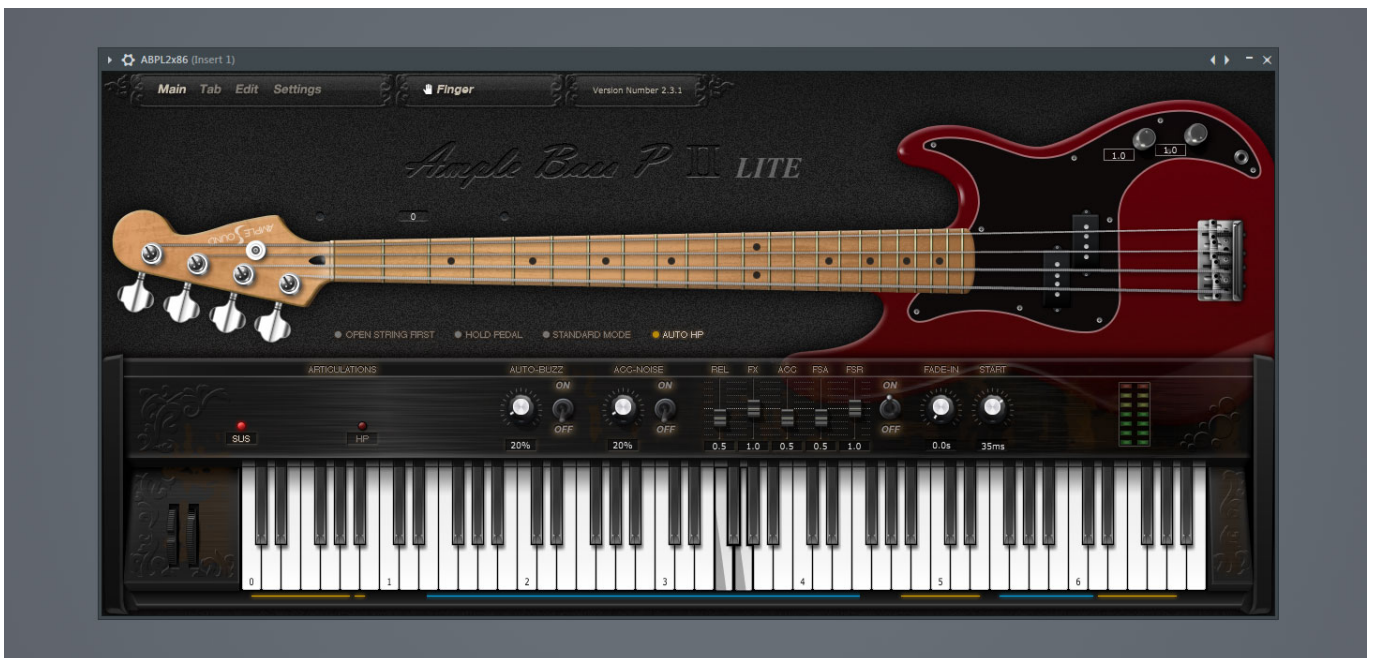 ABPL2x86 (Insert 1)
Main Tab Edit Settings
Finger
Version Number 2.3.1
Ample Bass P II LITE
1.0
1.0
0
AMPLE SOUND
OPEN STRING FIRST
HOLD PEDAL
STANDARD MODE
AUTO HP
ARTICULATIONS
AUTO-BUZZ
ACC-NOISE
REL FX ACC FSA FSR
FADE-IN
START
ON
ON
ON
SUS
HP
OFF
OFF
OFF
20%
20%
0.5 1.0 0.5 0.5 1.0
0.0s
35ms
0 1 2 3 4 5 6